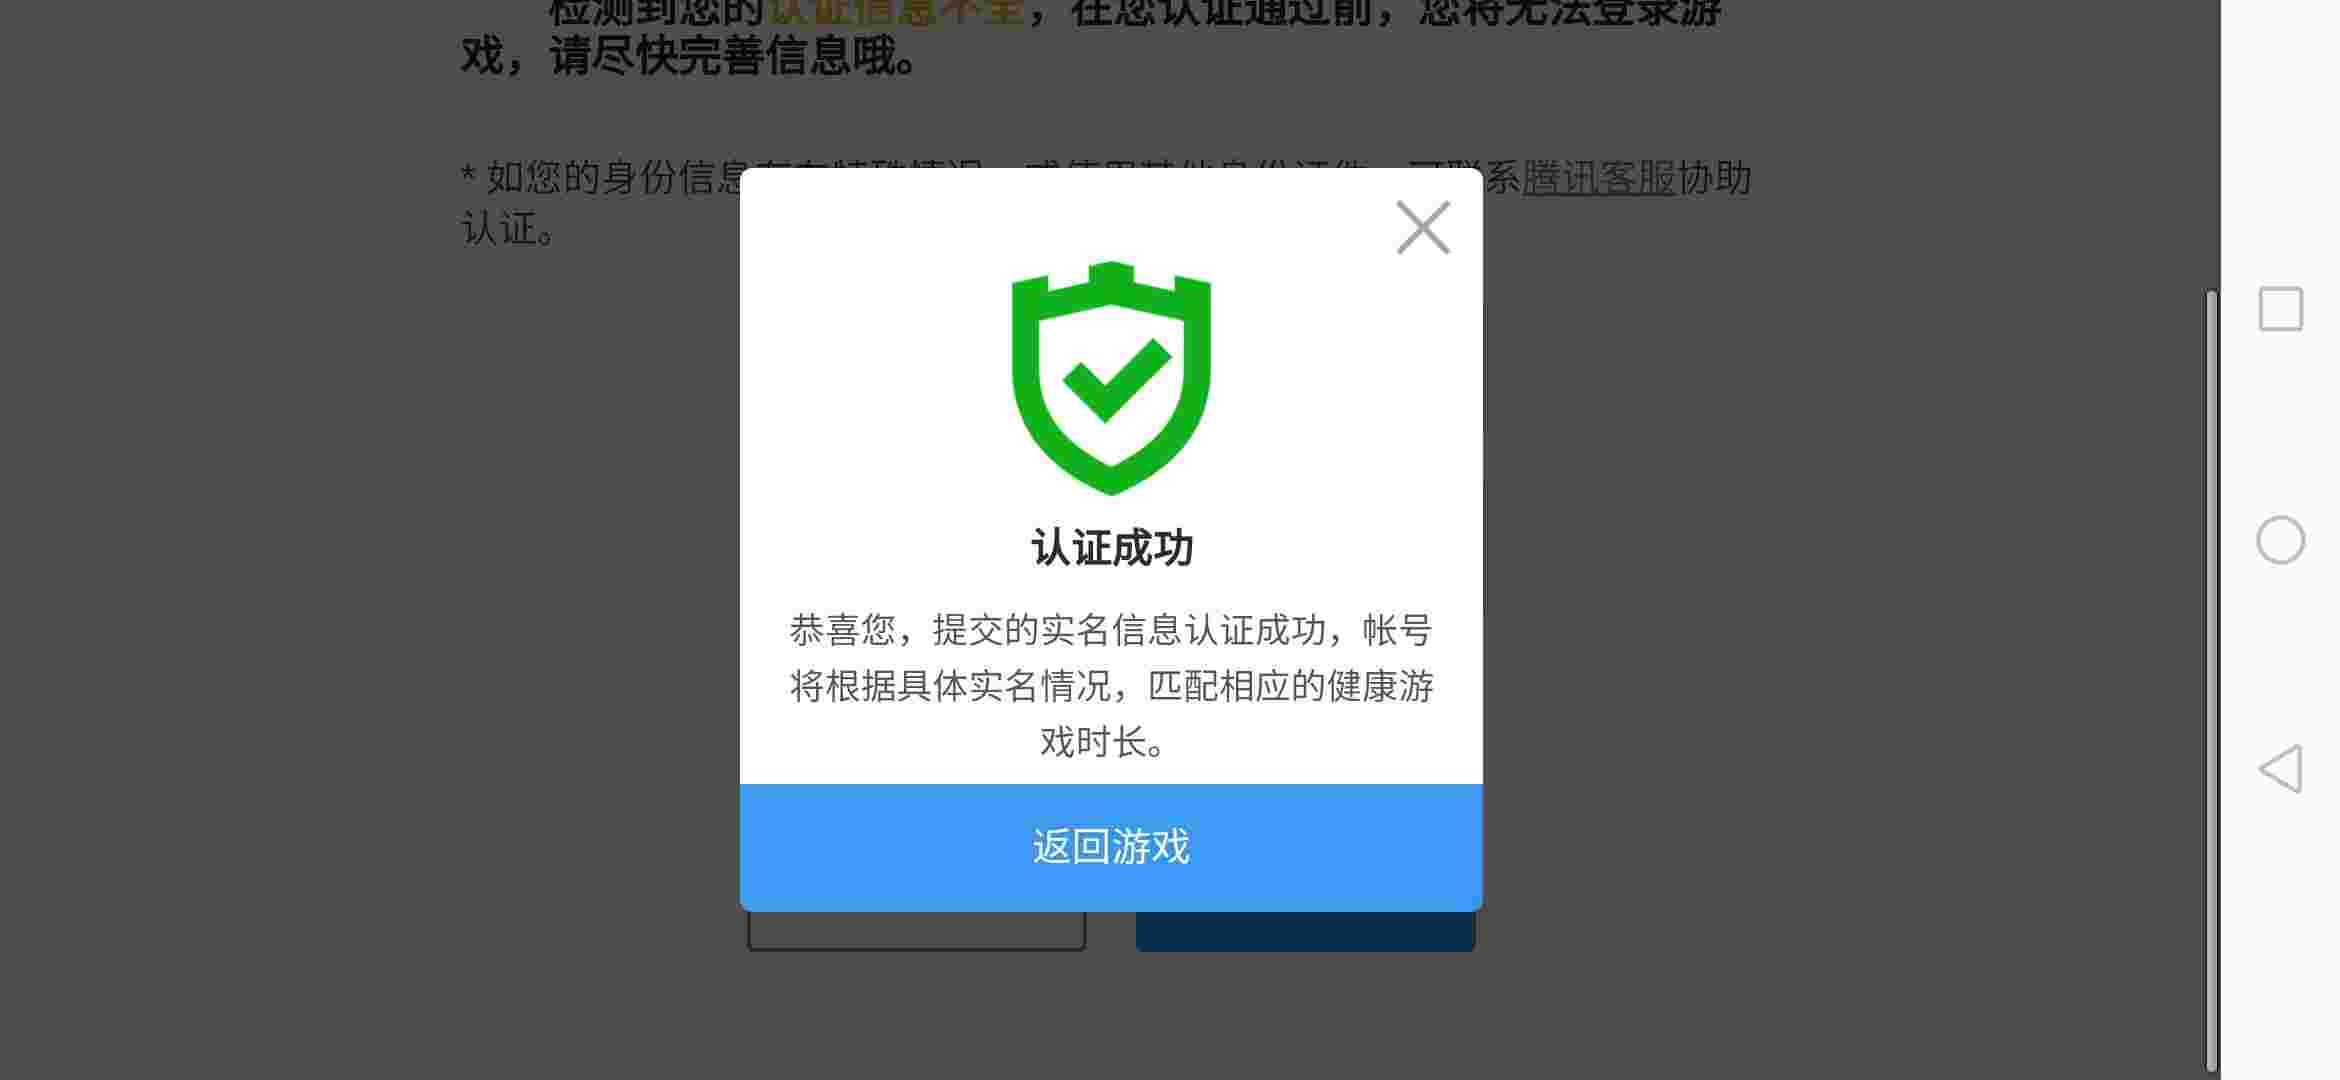 检测到您的认证信息不全，在您认证通过前，您将无法登录游
戏，请尽快完善信息哦。
* 如您的身份信息
系腾讯客服协助
认证。
认证成功
恭喜您，提交的实名信息认证成功，帐号
将根据具体实名情况，匹配相应的健康游
戏时长。
返回游戏